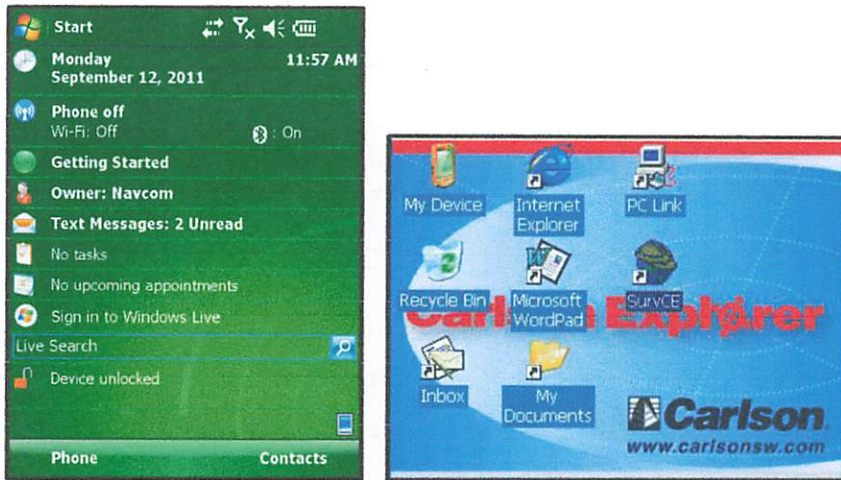 Start
Monday 11:57 AM
September 12, 2011
Phone off
Wi-Fi: Off : On
Getting Started
Owner: Navcom
Text Messages: 2 Unread
No tasks
No upcoming appointments
Sign in to Windows Live
Live Search
Device unlocked
Phone Contacts
My Device Internet Explorer PC Link
Recycle Bin Microsoft WordPad SurvCE
Carlson Explorer
Inbox My Documents
Carlson
www.carlsonsw.com